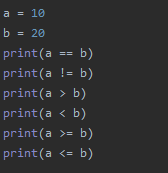 a = 10
b = 20
print(a == b)
print(a != b)
print(a > b)
print(a < b)
print(a >= b)
print(a <= b)